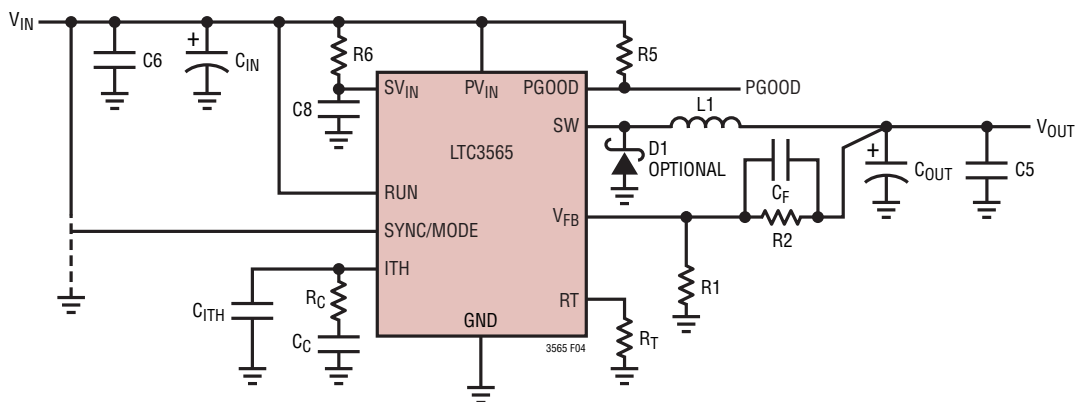 VIN
C6
+
CIN
R6
C8
SVIN
PVIN
PGOOD
R5
PGOOD
SW
L1
VOUT
LTC3565
D1
OPTIONAL
CF
+
COUT
C5
RUN
VFB
R2
SYNC/MODE
ITH
R1
CITH
RC
CC
RT
GND
RT
3565 F04